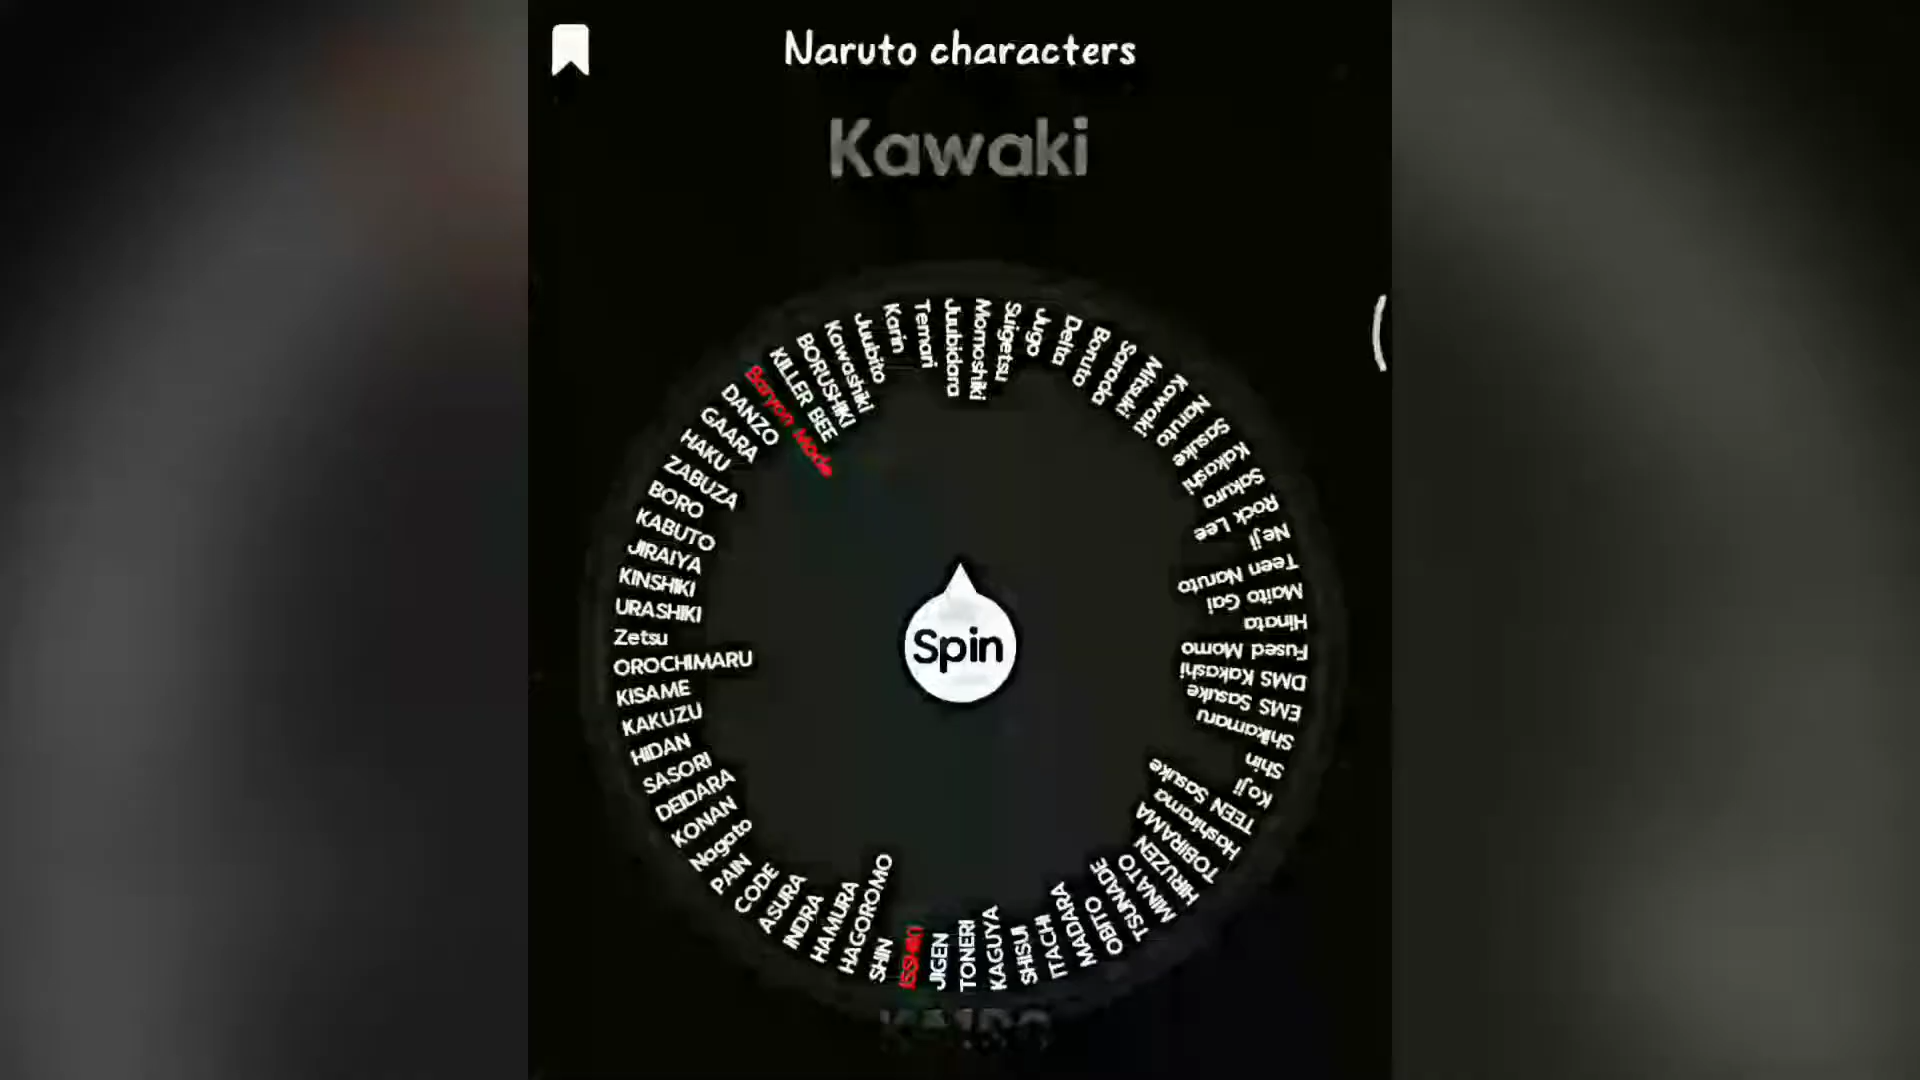 Naruto characters
Kawaki
Juubidara
Momoshiki
Suigetsu
Jugo
Delta
Boruto
Sarada
Mitsuki
Kawaki
Naruto
Sasuke
Kakashi
Sakura
Rock Lee
Neji
Teen Naruto
Maito Gai
Hinata
Fused Momo
DMS Kakashi
EMS Sasuke
Shikamaru
Shin
Koji
TEEN Sasuke
Hashirama
TOBIRAMA
HIRUZEN
MINATO
TSUNADE
OBITO
MADARA
ITACHI
SHISUI
KAGUYA
TONERI
JIGEN
ISSHIN
SHIN
HAGOROMO
HAMURA
INDRA
ASURA
CODE
PAIN
Nagato
KONAN
DEIDARA
SASORI
HIDAN
KAKUZU
KISAME
OROCHIMARU
Zetsu
URASHIKI
KINSHIKI
JIRAIYA
KABUTO
BORO
ZABUZA
HAKU
GAARA
DANZO
Baryon Mode
KILLER BEE
BORUSHIKI
Kawashiki
Juubito
Karin
Temari
Spin